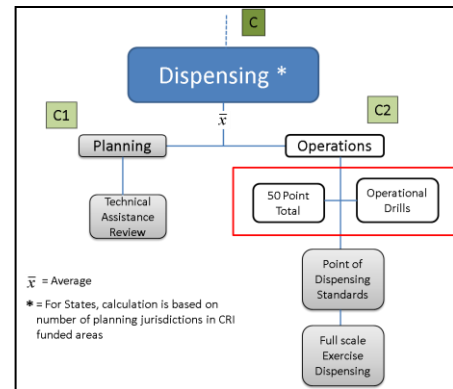 C
Dispensing *
x̄
C1
C2
Planning
Operations
Technical
Assistance
Review
50 Point
Total
Operational
Drills
Point of
Dispensing
Standards
Full scale
Exercise
Dispensing
x̄ = Average
* = For States, calculation is based on
number of planning jurisdictions in CRI
funded areas